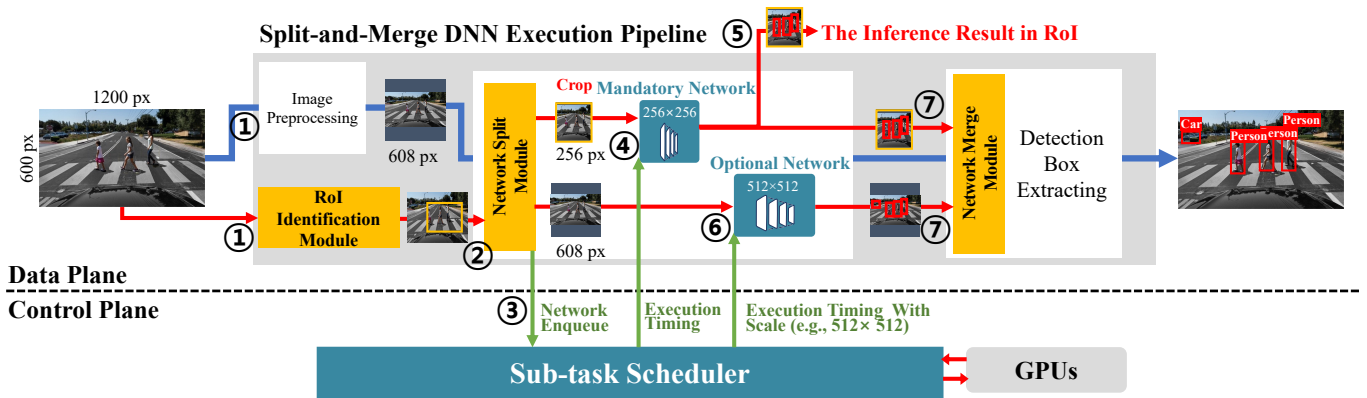 Split-and-Merge DNN Execution Pipeline
⑤
The Inference Result in RoI
1200 px
600 px
①
Image
Preprocessing
608 px
①
RoI
Identification
Module
②
Network Split
Module
Crop
256 px
608 px
Mandatory Network
256×256
④
Optional Network
512×512
⑥
⑦
⑦
Network Merge
Module
Detection
Box
Extracting
Car
Person
Person
erson
Data Plane
Control Plane
③
Network
Enqueue
Execution
Timing
Execution Timing With
Scale (e.g., 512× 512)
Sub-task Scheduler
GPUs